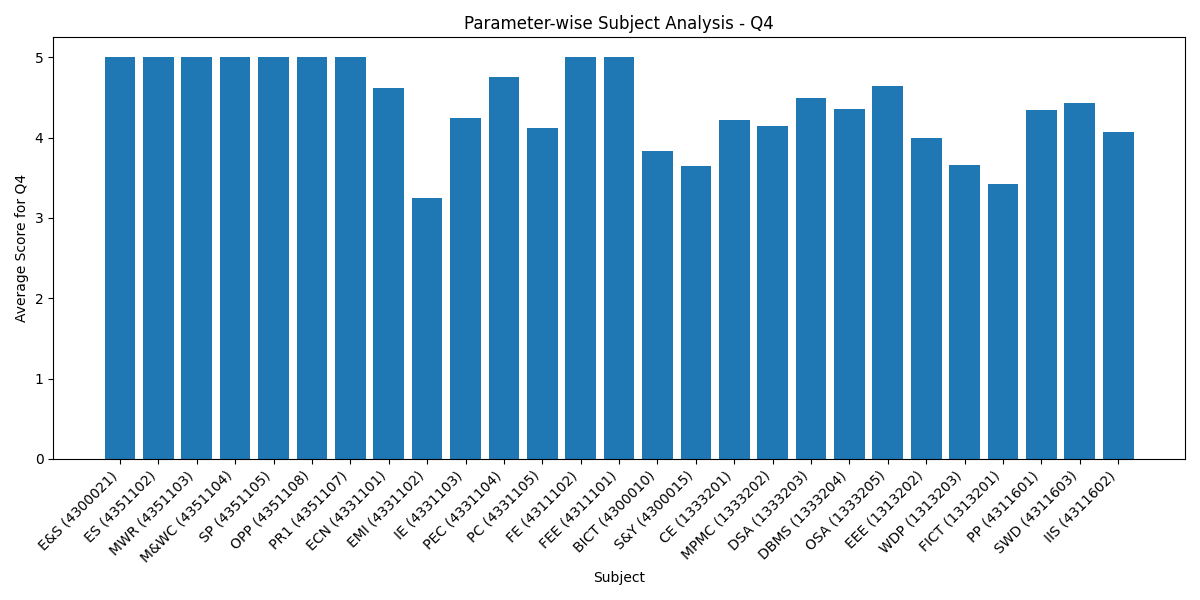 Parameter-wise Subject Analysis - Q4
Average Score for Q4
5
4
3
2
1
0
E&S (4300021)
ES (4351102)
MWR (4351103)
M&WC (4351104)
SP (4351105)
OPP (4351108)
PR1 (4351107)
ECN (4331101)
EMI (4331102)
IE (4331103)
PEC (4331104)
PC (4331105)
FE (4311102)
FEE (4311101)
BICT (4300010)
S&Y (4300015)
CE (1333201)
MPMC (1333202)
DSA (1333203)
DBMS (1333204)
OSA (1333205)
EEE (1313202)
WDP (1313203)
FICT (1313201)
PP (4311601)
SWD (4311603)
IIS (4311602)
Subject